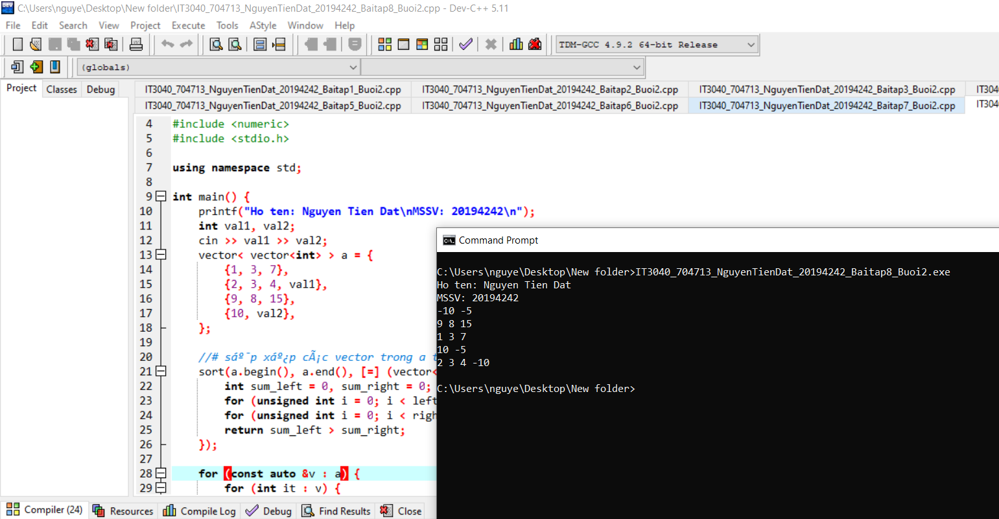 C:\Users\nguye\Desktop\New folder\IT3040_704713_NguyenTienDat_20194242_Baitap8_Buoi2.cpp - Dev-C++ 5.11
File Edit Search View Project Execute Tools AStyle Window Help
TDM-GCC 4.9.2 64-bit Release
(globals)
Project Classes Debug
IT3040_704713_NguyenTienDat_20194242_Baitap1_Buoi2.cpp IT3040_704713_NguyenTienDat_20194242_Baitap2_Buoi2.cpp IT3040_704713_NguyenTienDat_20194242_Baitap3_Buoi2.cpp IT304
IT3040_704713_NguyenTienDat_20194242_Baitap5_Buoi2.cpp IT3040_704713_NguyenTienDat_20194242_Baitap6_Buoi2.cpp IT3040_704713_NguyenTienDat_20194242_Baitap7_Buoi2.cpp IT304
4 #include <numeric>
5 #include <stdio.h>
6
7 using namespace std;
8
9 int main() {
10 printf("Ho ten: Nguyen Tien Dat\nMSSV: 20194242\n");
11 int val1, val2;
12 cin >> val1 >> val2;
13 vector< vector<int> > a = {
14 {1, 3, 7},
15 {2, 3, 4, val1},
16 {9, 8, 15},
17 {10, val2},
18 };
19
20 //# sáº¯p xáº¿p cÃ¡c vector trong a t
21 sort(a.begin(), a.end(), [=] (vector<
22 int sum_left = 0, sum_right = 0;
23 for (unsigned int i = 0; i < left
24 for (unsigned int i = 0; i < righ
25 return sum_left > sum_right;
26 });
27
28 for (const auto &v : a) {
29 for (int it : v) {
Command Prompt
C:\Users\nguye\Desktop\New folder>IT3040_704713_NguyenTienDat_20194242_Baitap8_Buoi2.exe
Ho ten: Nguyen Tien Dat
MSSV: 20194242
-10 -5
9 8 15
1 3 7
10 -5
2 3 4 -10
C:\Users\nguye\Desktop\New folder>
Compiler (24) Resources Compile Log Debug Find Results Close